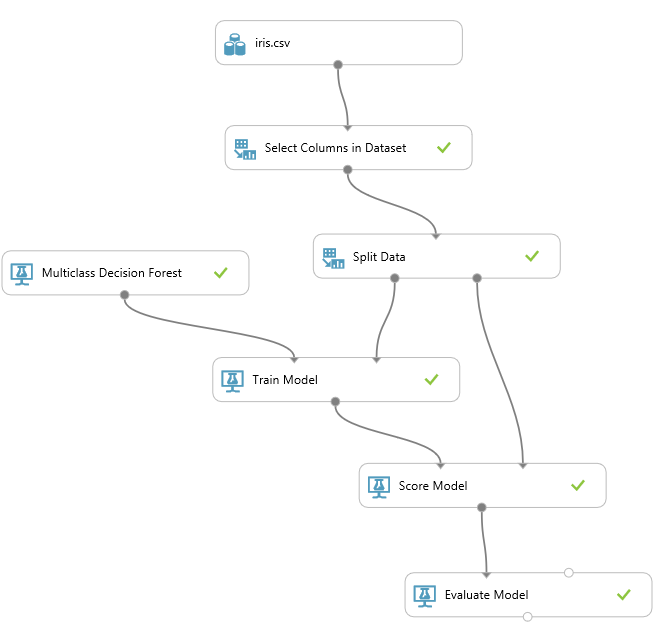 iris.csv
Select Columns in Dataset
Split Data
Multiclass Decision Forest
Train Model
Score Model
Evaluate Model